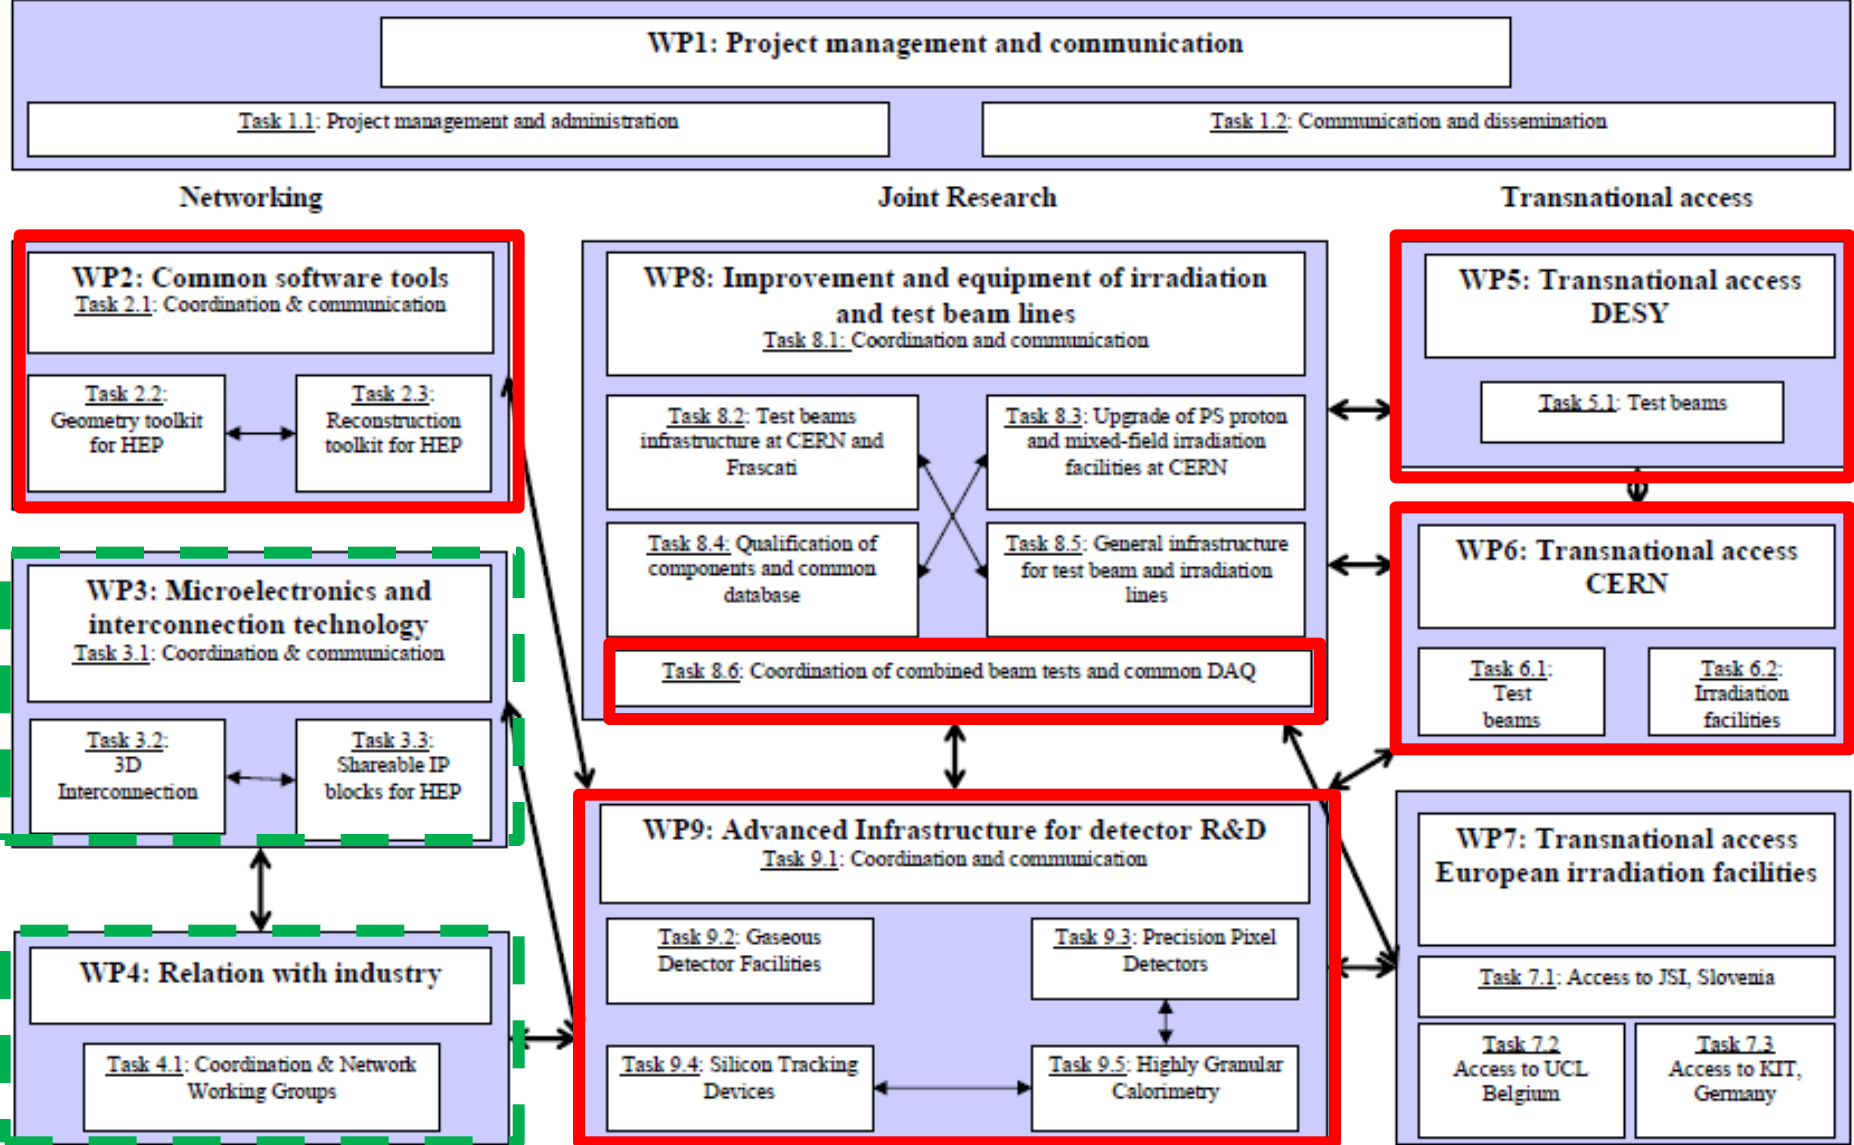 WP1: Project management and communication
Task 1.1: Project management and administration
Task 1.2: Communication and dissemination
Networking
Joint Research
Transnational access
WP2: Common software tools
Task 2.1: Coordination & communication
Task 2.2:
Geometry toolkit
for HEP
Task 2.3:
Reconstruction
toolkit for HEP
WP3: Microelectronics and
interconnection technology
Task 3.1: Coordination & communication
Task 3.2:
3D
Interconnection
Task 3.3:
Shareable IP
blocks for HEP
WP4: Relation with industry
Task 4.1: Coordination & Network
Working Groups
WP8: Improvement and equipment of irradiation
and test beam lines
Task 8.1: Coordination and communication
Task 8.2: Test beams
infrastructure at CERN and
Frascati
Task 8.3: Upgrade of PS proton
and mixed-field irradiation
facilities at CERN
Task 8.4: Qualification of
components and common
database
Task 8.5: General infrastructure
for test beam and irradiation
lines
Task 8.6: Coordination of combined beam tests and common DAQ
WP9: Advanced Infrastructure for detector R&D
Task 9.1: Coordination and communication
Task 9.2: Gaseous
Detector Facilities
Task 9.3: Precision Pixel
Detectors
Task 9.4: Silicon Tracking
Devices
Task 9.5: Highly Granular
Calorimetry
WP5: Transnational access
DESY
Task 5.1: Test beams
WP6: Transnational access
CERN
Task 6.1:
Test
beams
Task 6.2:
Irradiation
facilities
WP7: Transnational access
European irradiation facilities
Task 7.1: Access to JSI, Slovenia
Task 7.2
Access to UCL
Belgium
Task 7.3
Access to KIT,
Germany